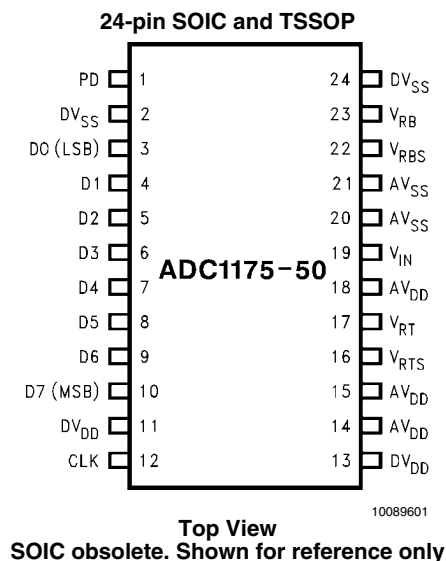 24-pin SOIC and TSSOP
PD 1 24 DVSS
DVSS 2 23 VRB
D0 (LSB) 3 22 VRBS
D1 4 21 AVSS
D2 5 20 AVSS
D3 6 19 VIN
ADC1175-50
D4 7 18 AVDD
D5 8 17 VRT
D6 9 16 VRTS
D7 (MSB) 10 15 AVDD
DVDD 11 14 AVDD
CLK 12 13 DVDD
10089601
Top View
SOIC obsolete. Shown for reference only